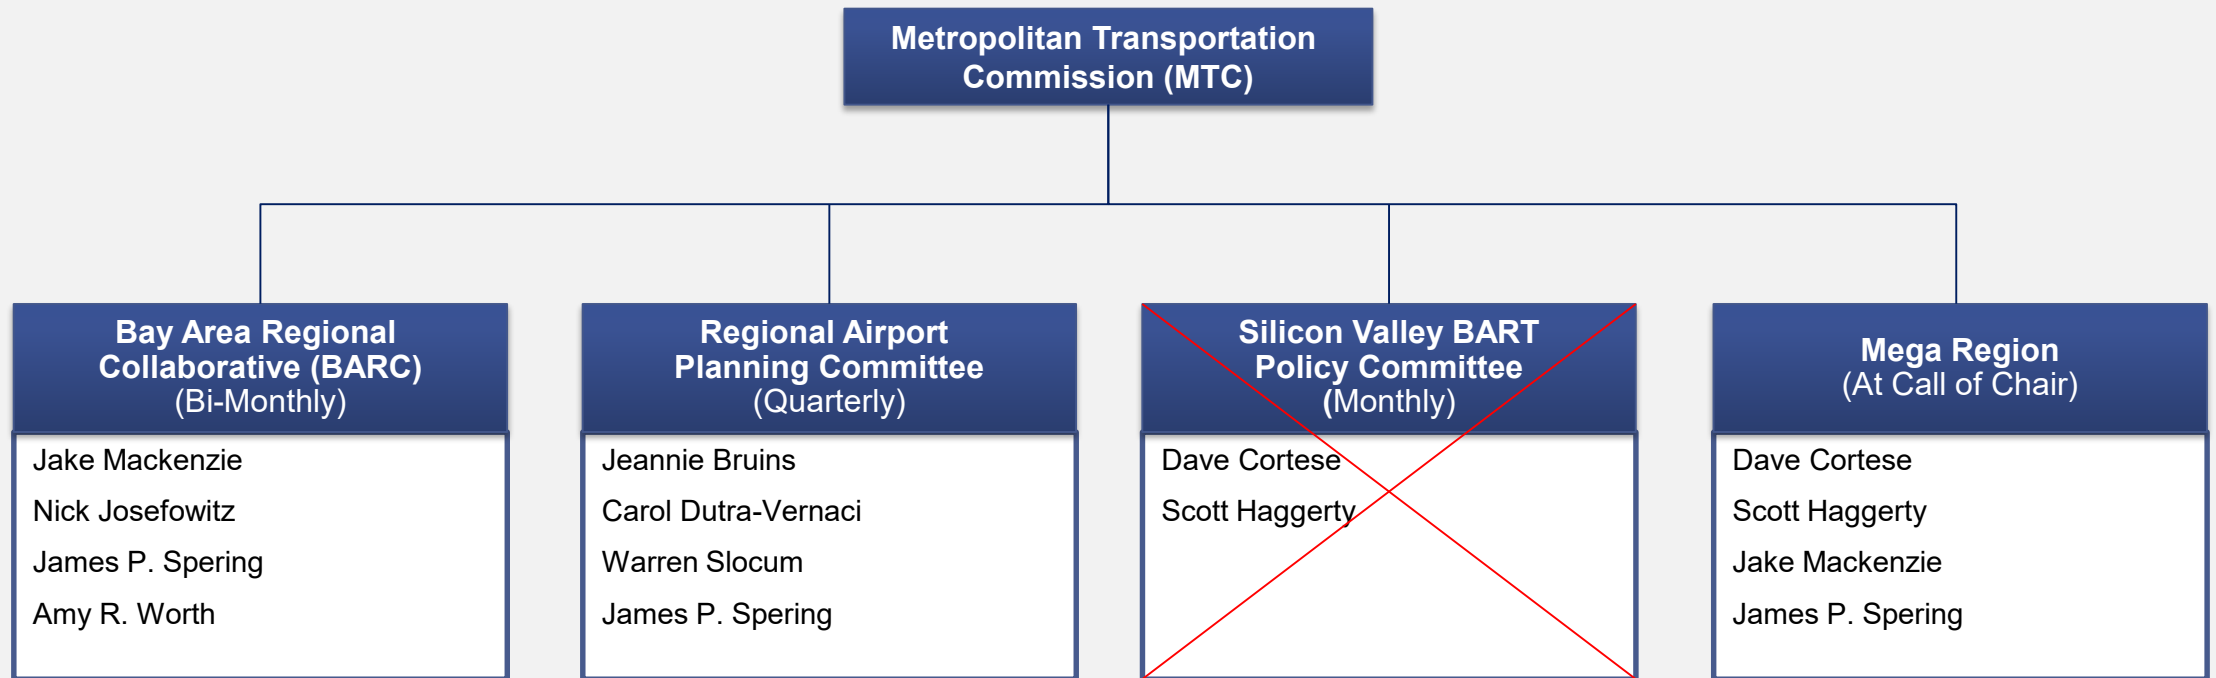 Metropolitan Transportation
Commission (MTC)
Bay Area Regional
Collaborative (BARC)
(Bi-Monthly)
Jake Mackenzie
Nick Josefowitz
James P. Spering
Amy R. Worth
Regional Airport
Planning Committee
(Quarterly)
Jeannie Bruins
Carol Dutra-Vernaci
Warren Slocum
James P. Spering
Silicon Valley BART
Policy Committee
(Monthly)
Dave Cortese
Scott Haggerty
Mega Region
(At Call of Chair)
Dave Cortese
Scott Haggerty
Jake Mackenzie
James P. Spering